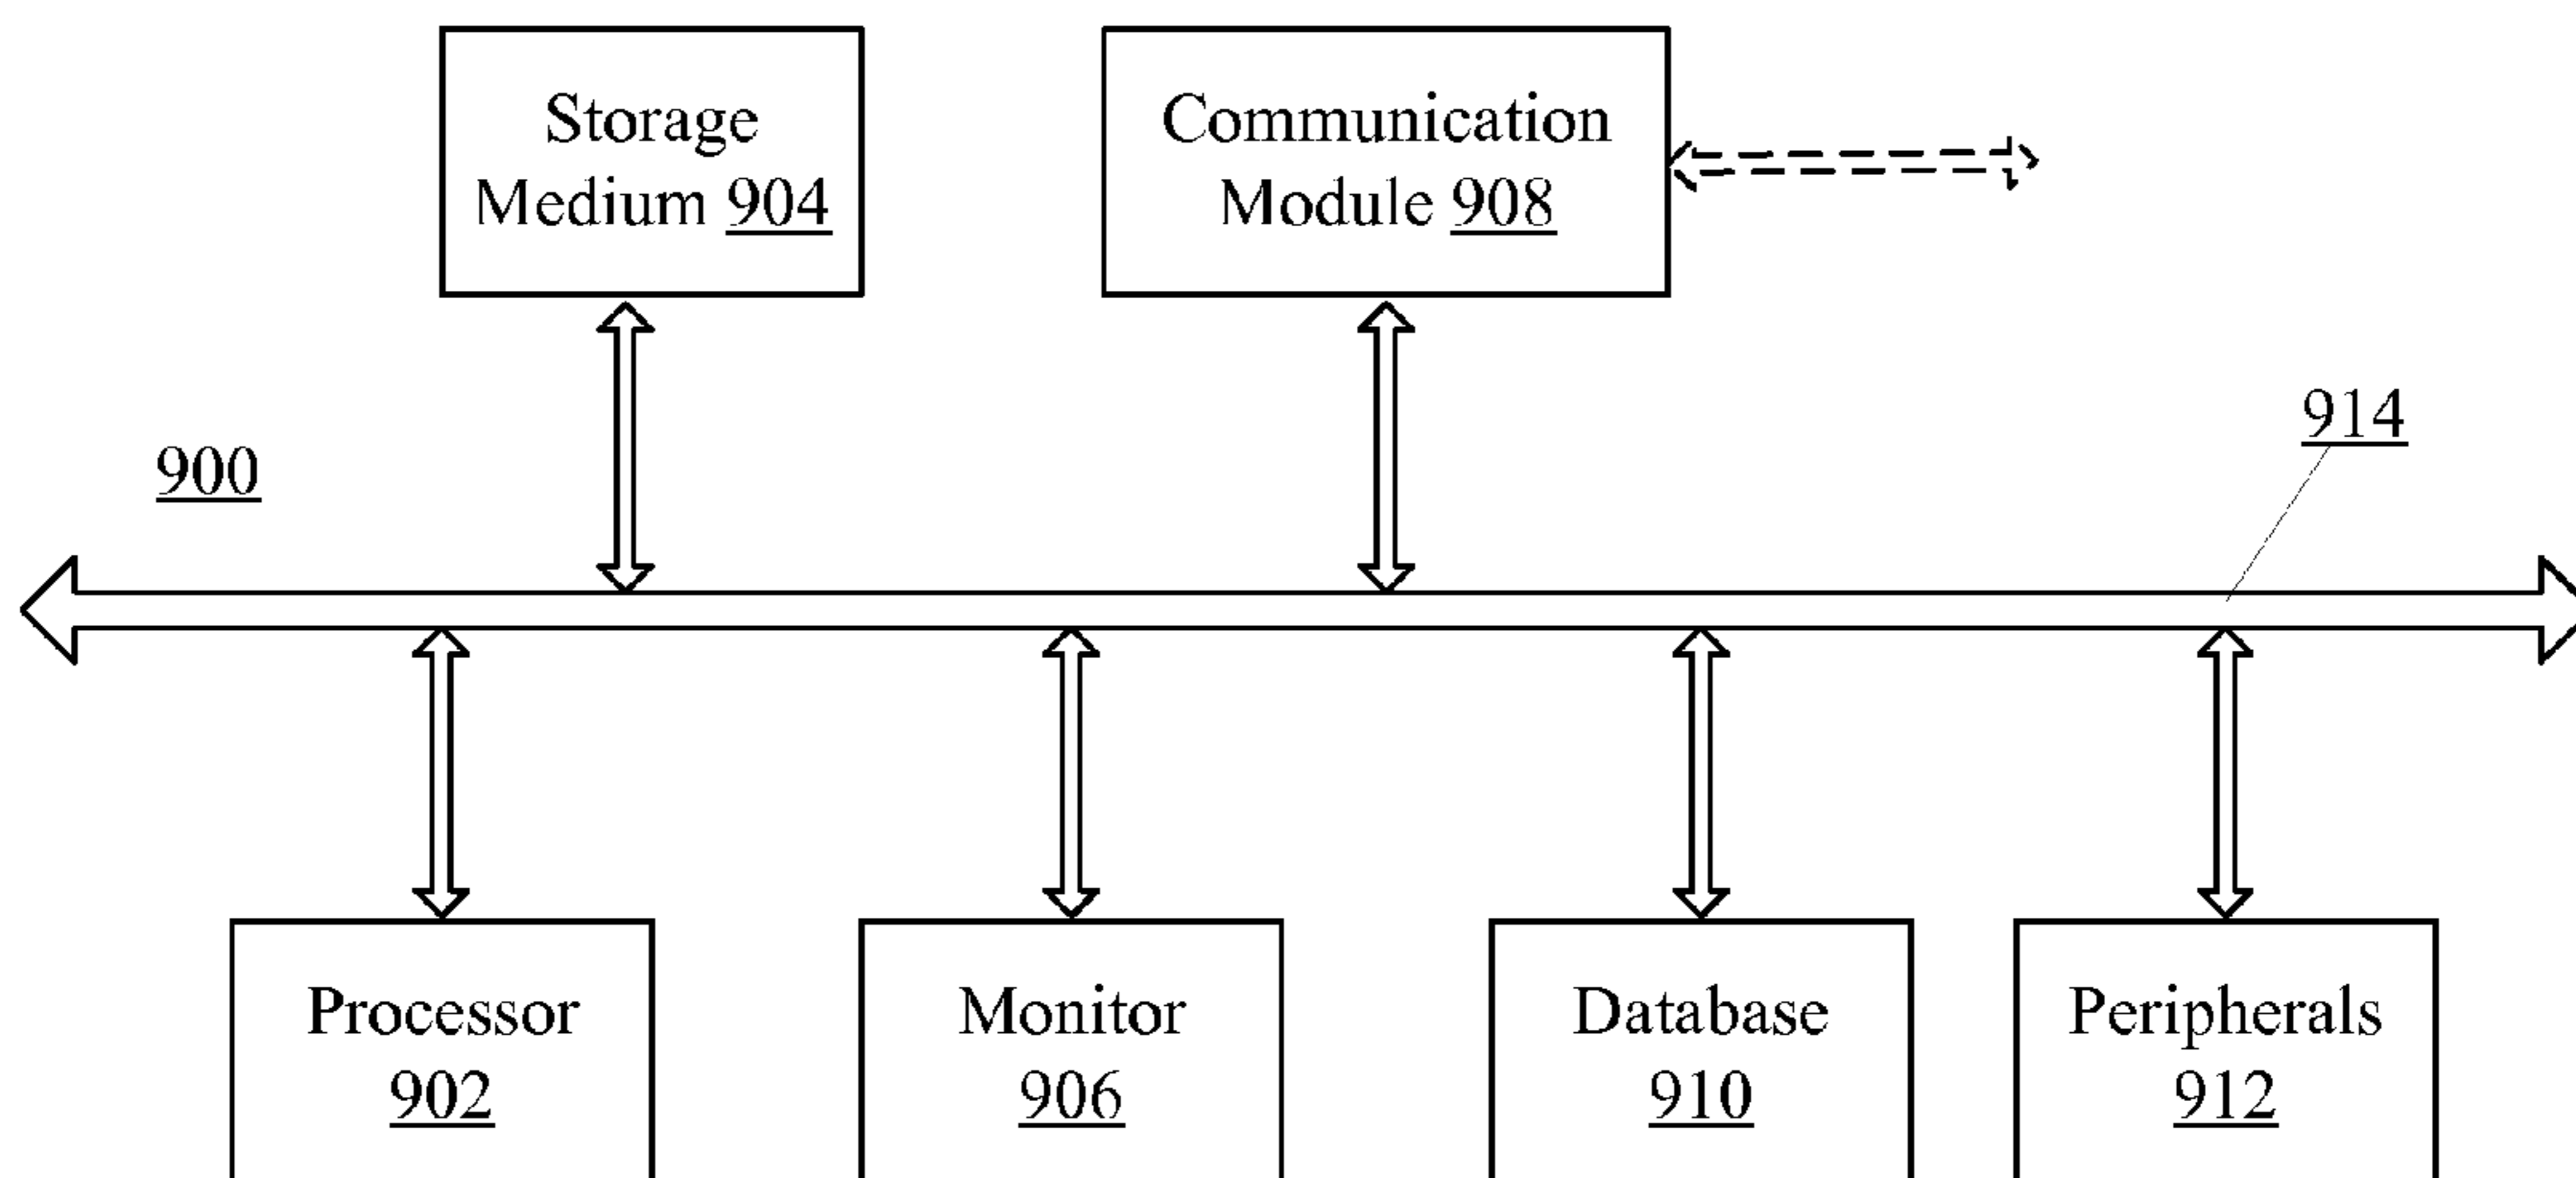 Storage
Medium 904
Communication
Module 908
914
900
Processor
902
Monitor
906
Database
910
Peripherals
912